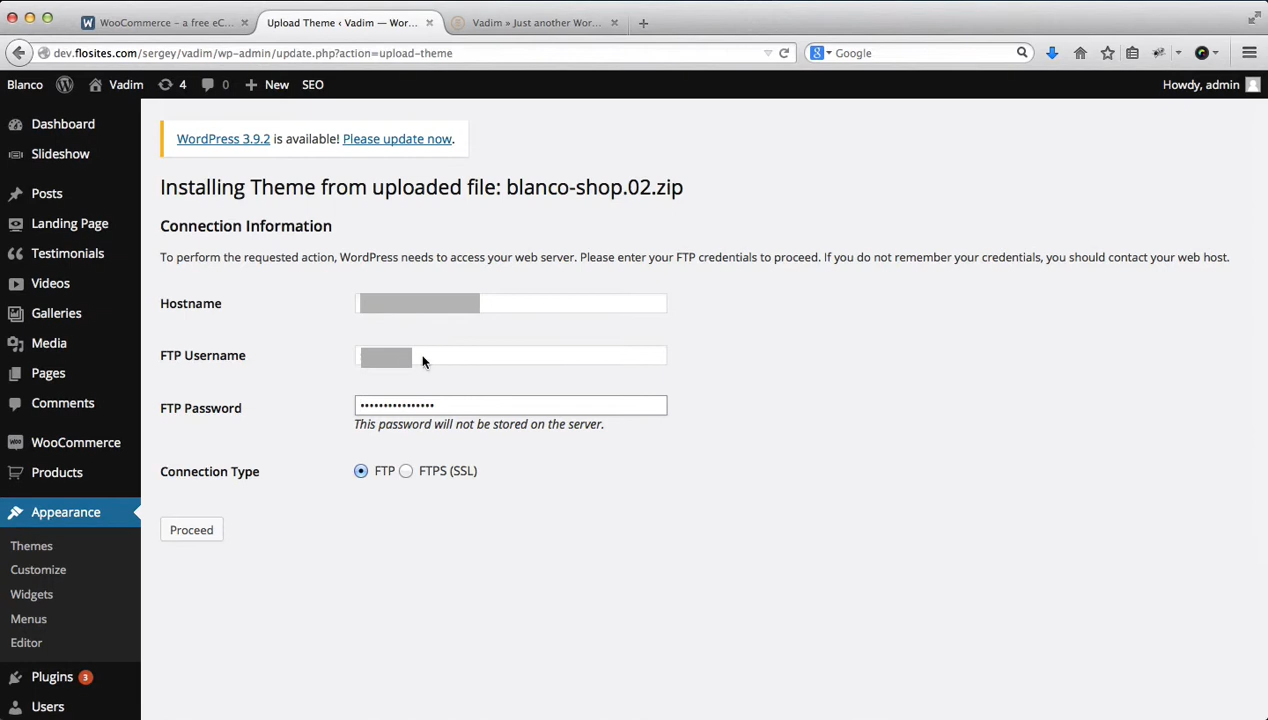 WooCommerce – a free eC...
Upload Theme ‹ Vadim — Wor...
Vadim » Just another Wor...
dev.flosites.com/sergey/vadim/wp-admin/update.php?action=upload-theme
Google
Blanco
Vadim
4
0
New
SEO
Howdy, admin
Dashboard
Slideshow
Posts
Landing Page
Testimonials
Videos
Galleries
Media
Pages
Comments
WooCommerce
Products
Appearance
Themes
Customize
Widgets
Menus
Editor
Plugins 3
Users
WordPress 3.9.2 is available! Please update now.
Installing Theme from uploaded file: blanco-shop.02.zip
Connection Information
To perform the requested action, WordPress needs to access your web server. Please enter your FTP credentials to proceed. If you do not remember your credentials, you should contact your web host.
Hostname
FTP Username
FTP Password
••••••••••••••••
This password will not be stored on the server.
Connection Type
FTP
FTPS (SSL)
Proceed